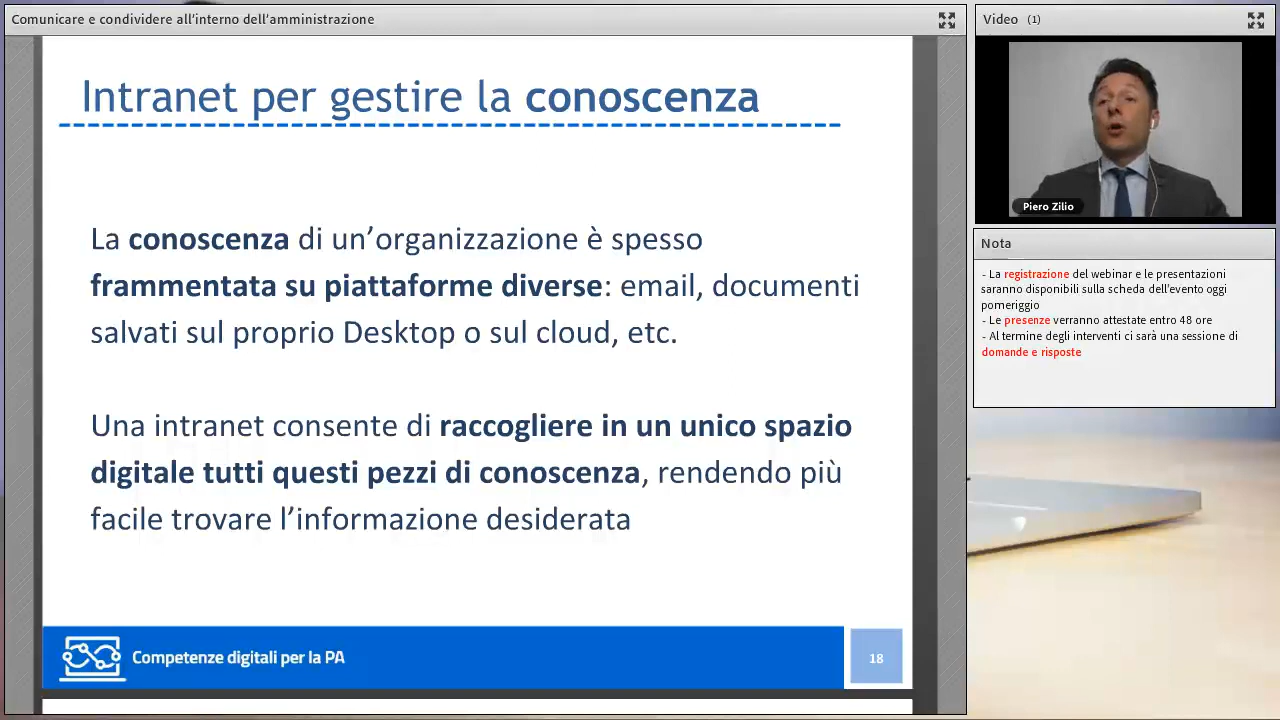 Comunicare e condividere all’interno dell’amministrazione
Intranet per gestire la conoscenza
La conoscenza di un’organizzazione è spesso
frammentata su piattaforme diverse: email, documenti
salvati sul proprio Desktop o sul cloud, etc.
Una intranet consente di raccogliere in un unico spazio
digitale tutti questi pezzi di conoscenza, rendendo più
facile trovare l’informazione desiderata
Competenze digitali per la PA
18
Video (1)
Piero Zilio
Nota
- La registrazione del webinar e le presentazioni
saranno disponibili sulla scheda dell'evento oggi
pomeriggio
- Le presenze verranno attestate entro 48 ore
- Al termine degli interventi ci sarà una sessione di
domande e risposte